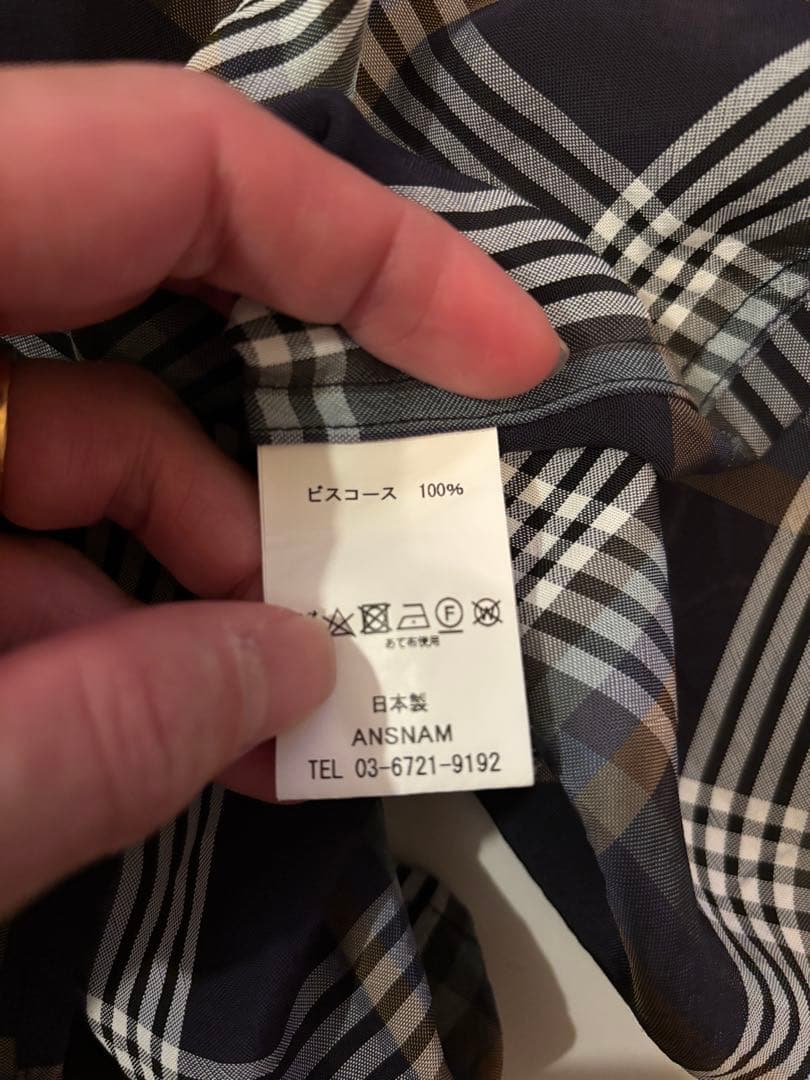 ビスコース 100%
F W
あて布使用
日本製
ANSNAM
TEL 03-6721-9192